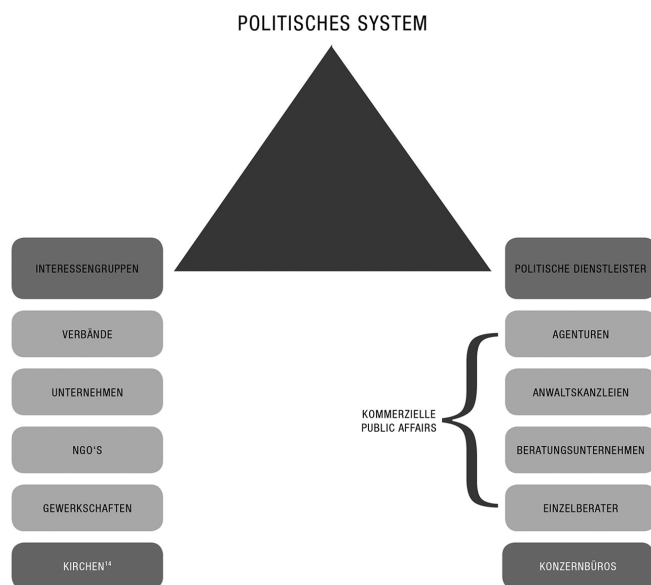 POLITISCHES SYSTEM
INTERESSENGRUPPEN
VERBÄNDE
UNTERNEHMEN
NGO'S
GEWERKSCHAFTEN
KIRCHEN¹⁴
POLITISCHE DIENSTLEISTER
AGENTUREN
ANWALTSKANZLEIEN
BERATUNGSUNTERNEHMEN
EINZELBERATER
KONZERNBÜROS
KOMMERZIELLE
PUBLIC AFFAIRS